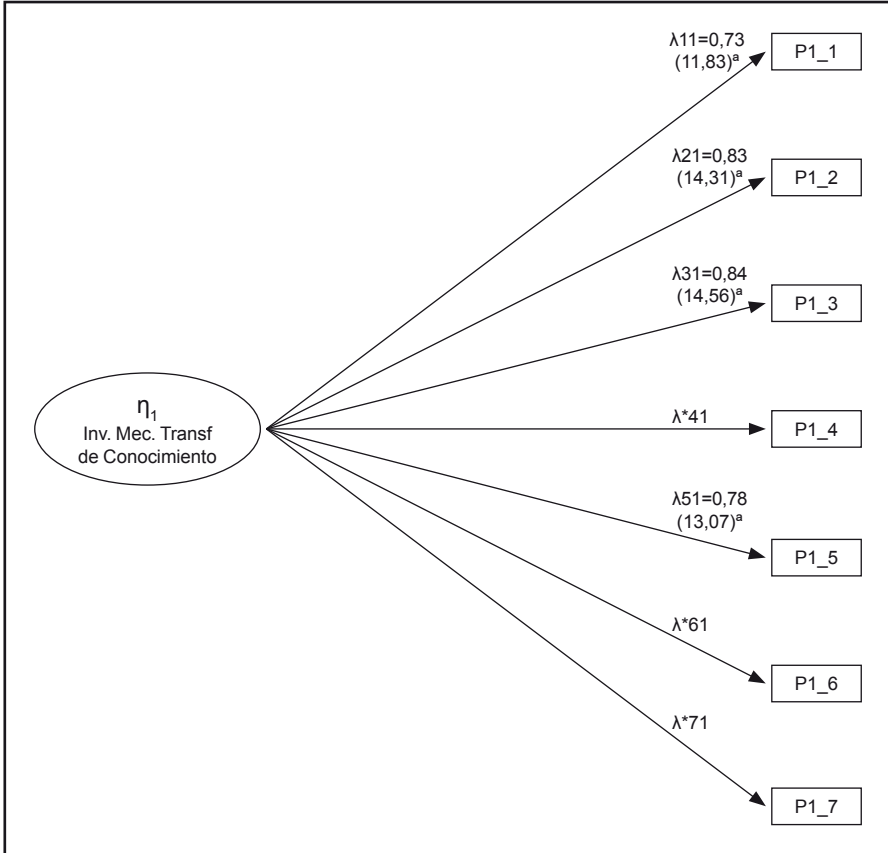 λ11=0,73
(11,83)ª
P1_1
λ21=0,83
(14,31)ª
P1_2
λ31=0,84
(14,56)ª
P1_3
η1
Inv. Mec. Transf
de Conocimiento
λ*41
P1_4
λ51=0,78
(13,07)ª
P1_5
λ*61
P1_6
λ*71
P1_7